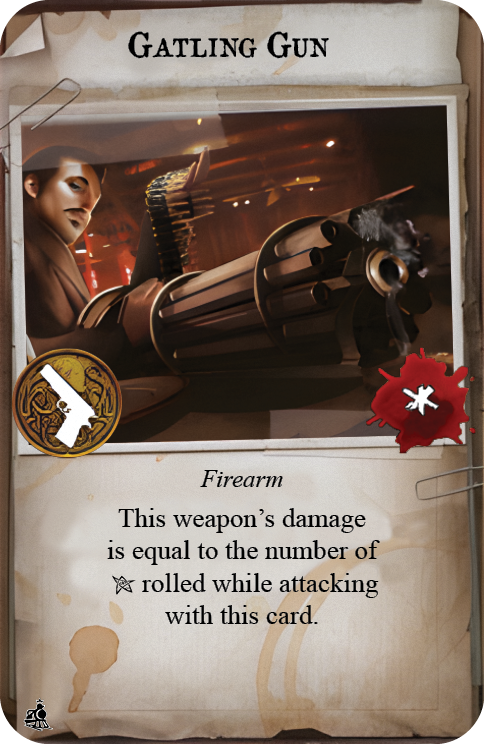 GATLING GUN
Firearm
This weapon's damage
is equal to the number of
rolled while attacking
with this card.